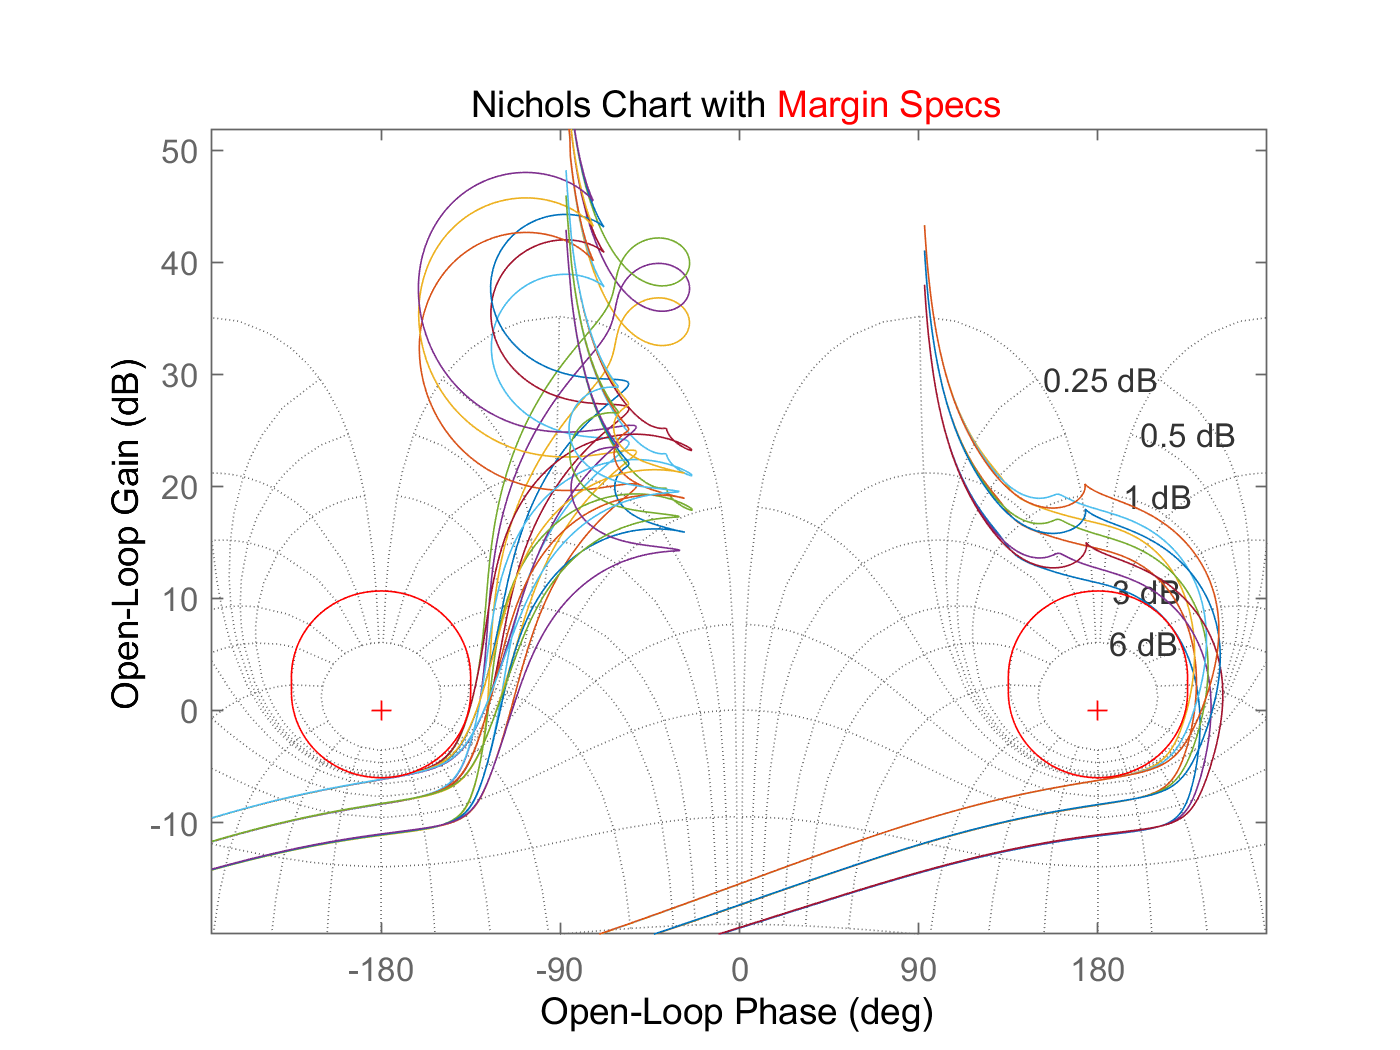 Nichols Chart with Margin Specs
50
40
30
20
10
0
-10
Open-Loop Gain (dB)
0.25 dB
0.5 dB
1 dB
3 dB
6 dB
-180
-90
0
90
180
Open-Loop Phase (deg)